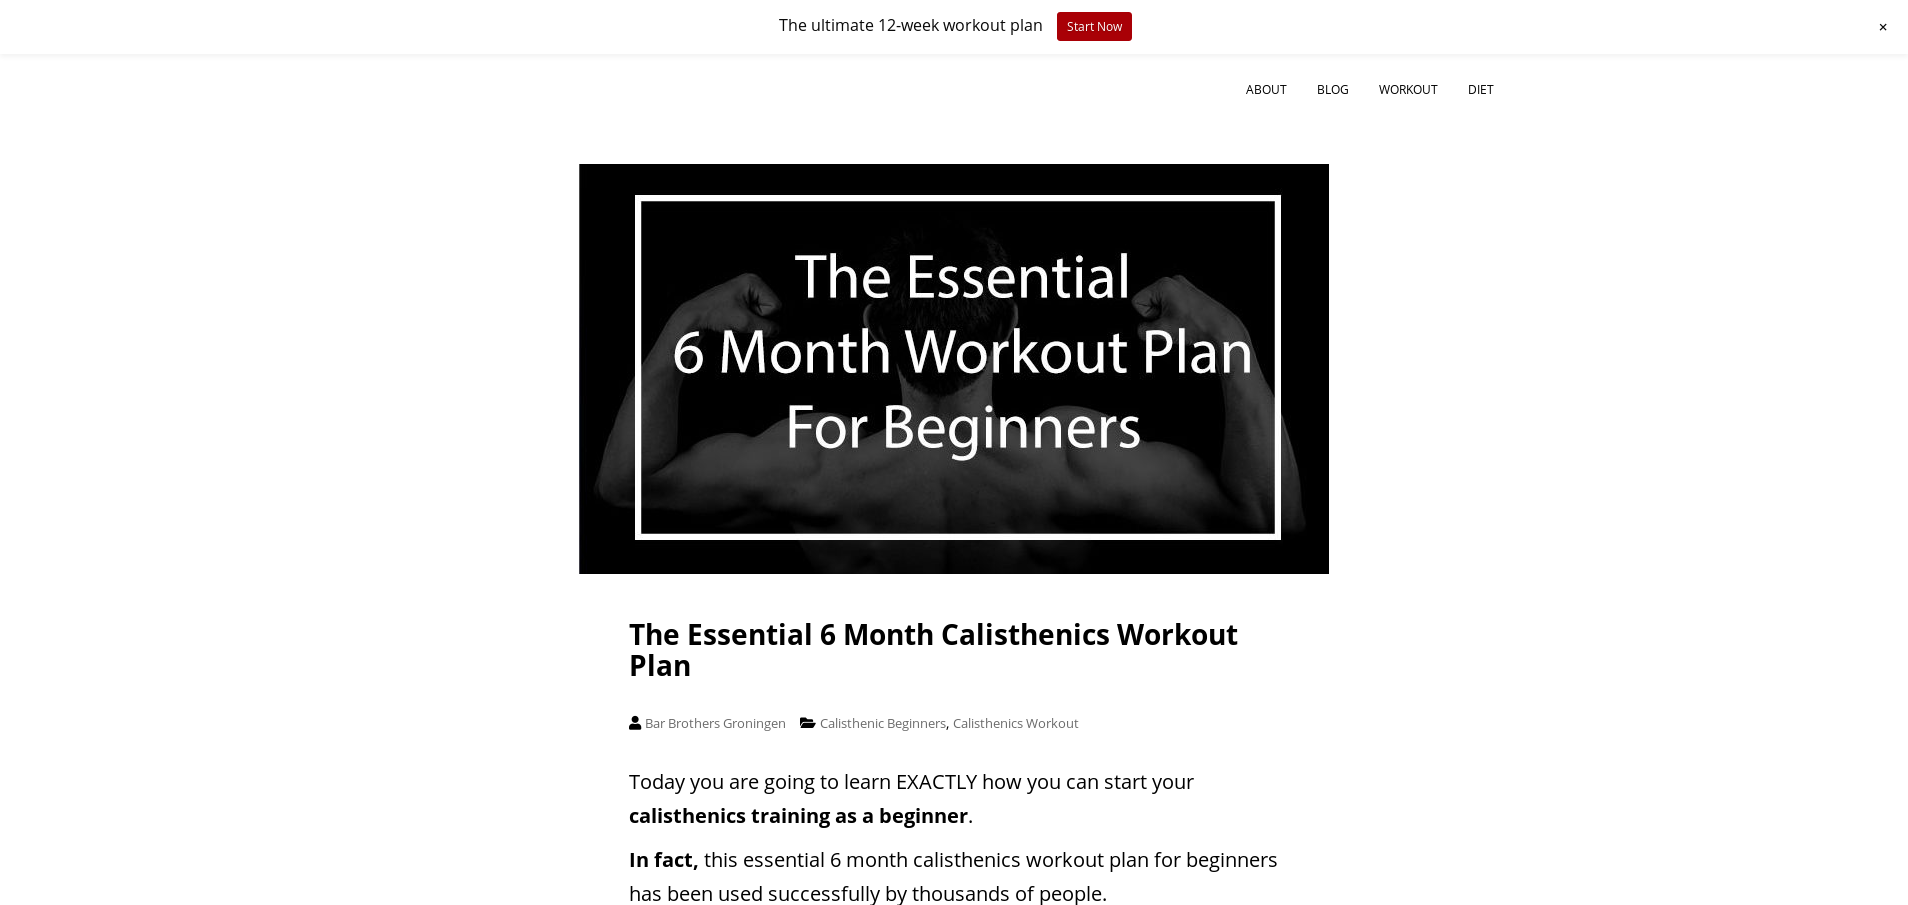 The ultimate 12-week workout plan Start Now ×
ABOUT BLOG WORKOUT DIET
The Essential
6 Month Workout Plan
For Beginners
The Essential 6 Month Calisthenics Workout
Plan
Bar Brothers Groningen Calisthenic Beginners, Calisthenics Workout
Today you are going to learn EXACTLY how you can start your
calisthenics training as a beginner.
In fact, this essential 6 month calisthenics workout plan for beginners
has been used successfully by thousands of people.